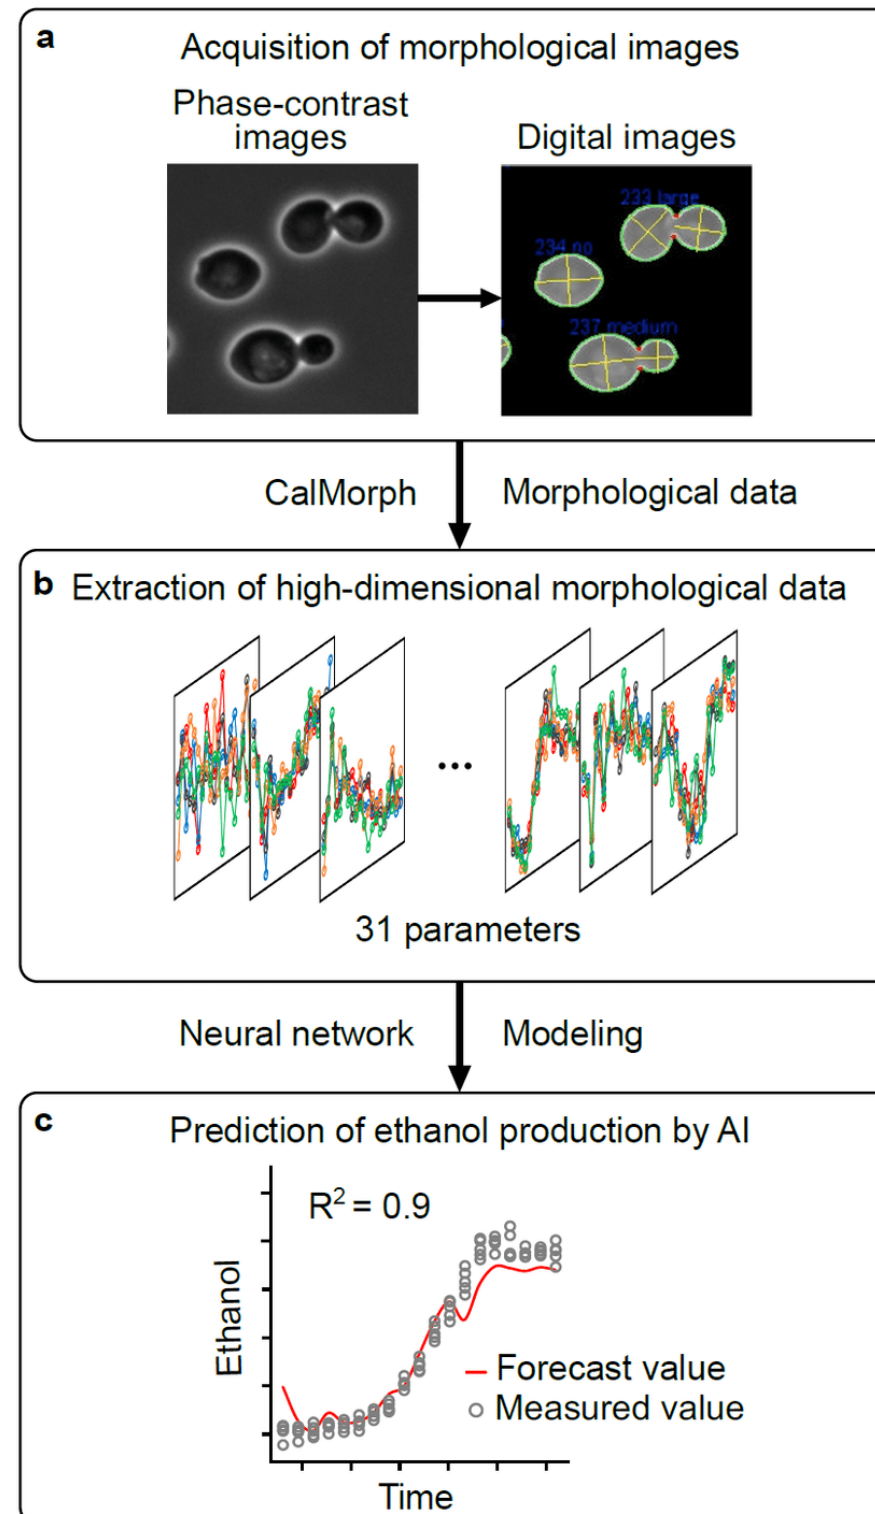 a
Acquisition of morphological images
Phase-contrast
images
Digital images
233 large
234 no
237 medium
CalMorph
Morphological data
b
Extraction of high-dimensional morphological data
...
31 parameters
Neural network
Modeling
c
Prediction of ethanol production by AI
R² = 0.9
Ethanol
Forecast value
Measured value
Time